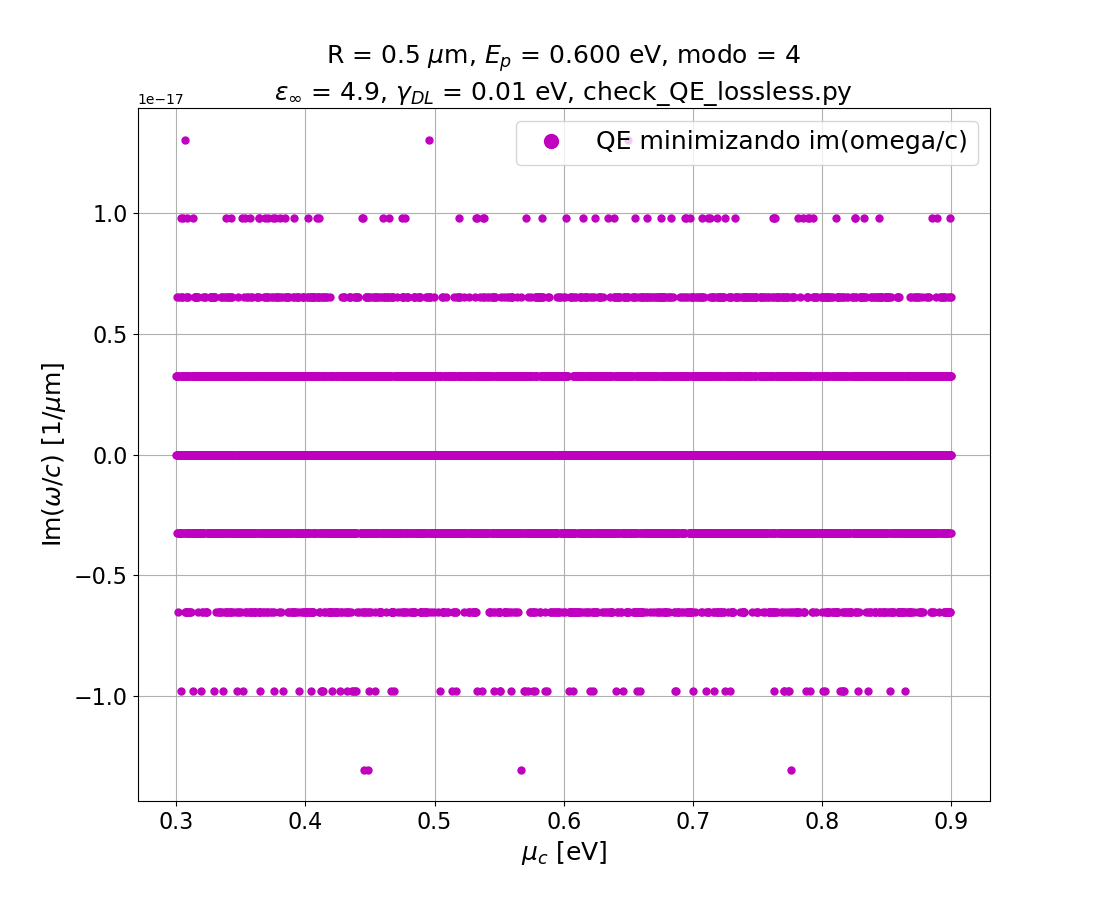 R = 0.5 μm, E_p = 0.600 eV, modo = 4
ε_∞ = 4.9, γ_DL = 0.01 eV, check_QE_lossless.py
1e−17
QE minimizando im(omega/c)
1.0
0.5
0.0
−0.5
−1.0
Im(ω/c) [1/μm]
0.3 0.4 0.5 0.6 0.7 0.8 0.9
μ_c [eV]